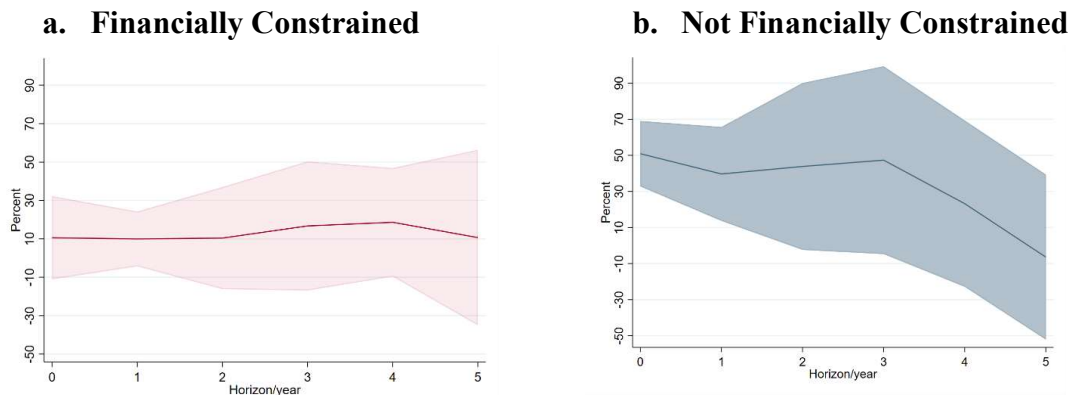 a. Financially Constrained
90
70
50
30
10
-10
-30
-50
Percent
0 1 2 3 4 5
Horizon/year
b. Not Financially Constrained
90
70
50
30
10
-10
-30
-50
Percent
0 1 2 3 4 5
Horizon/year